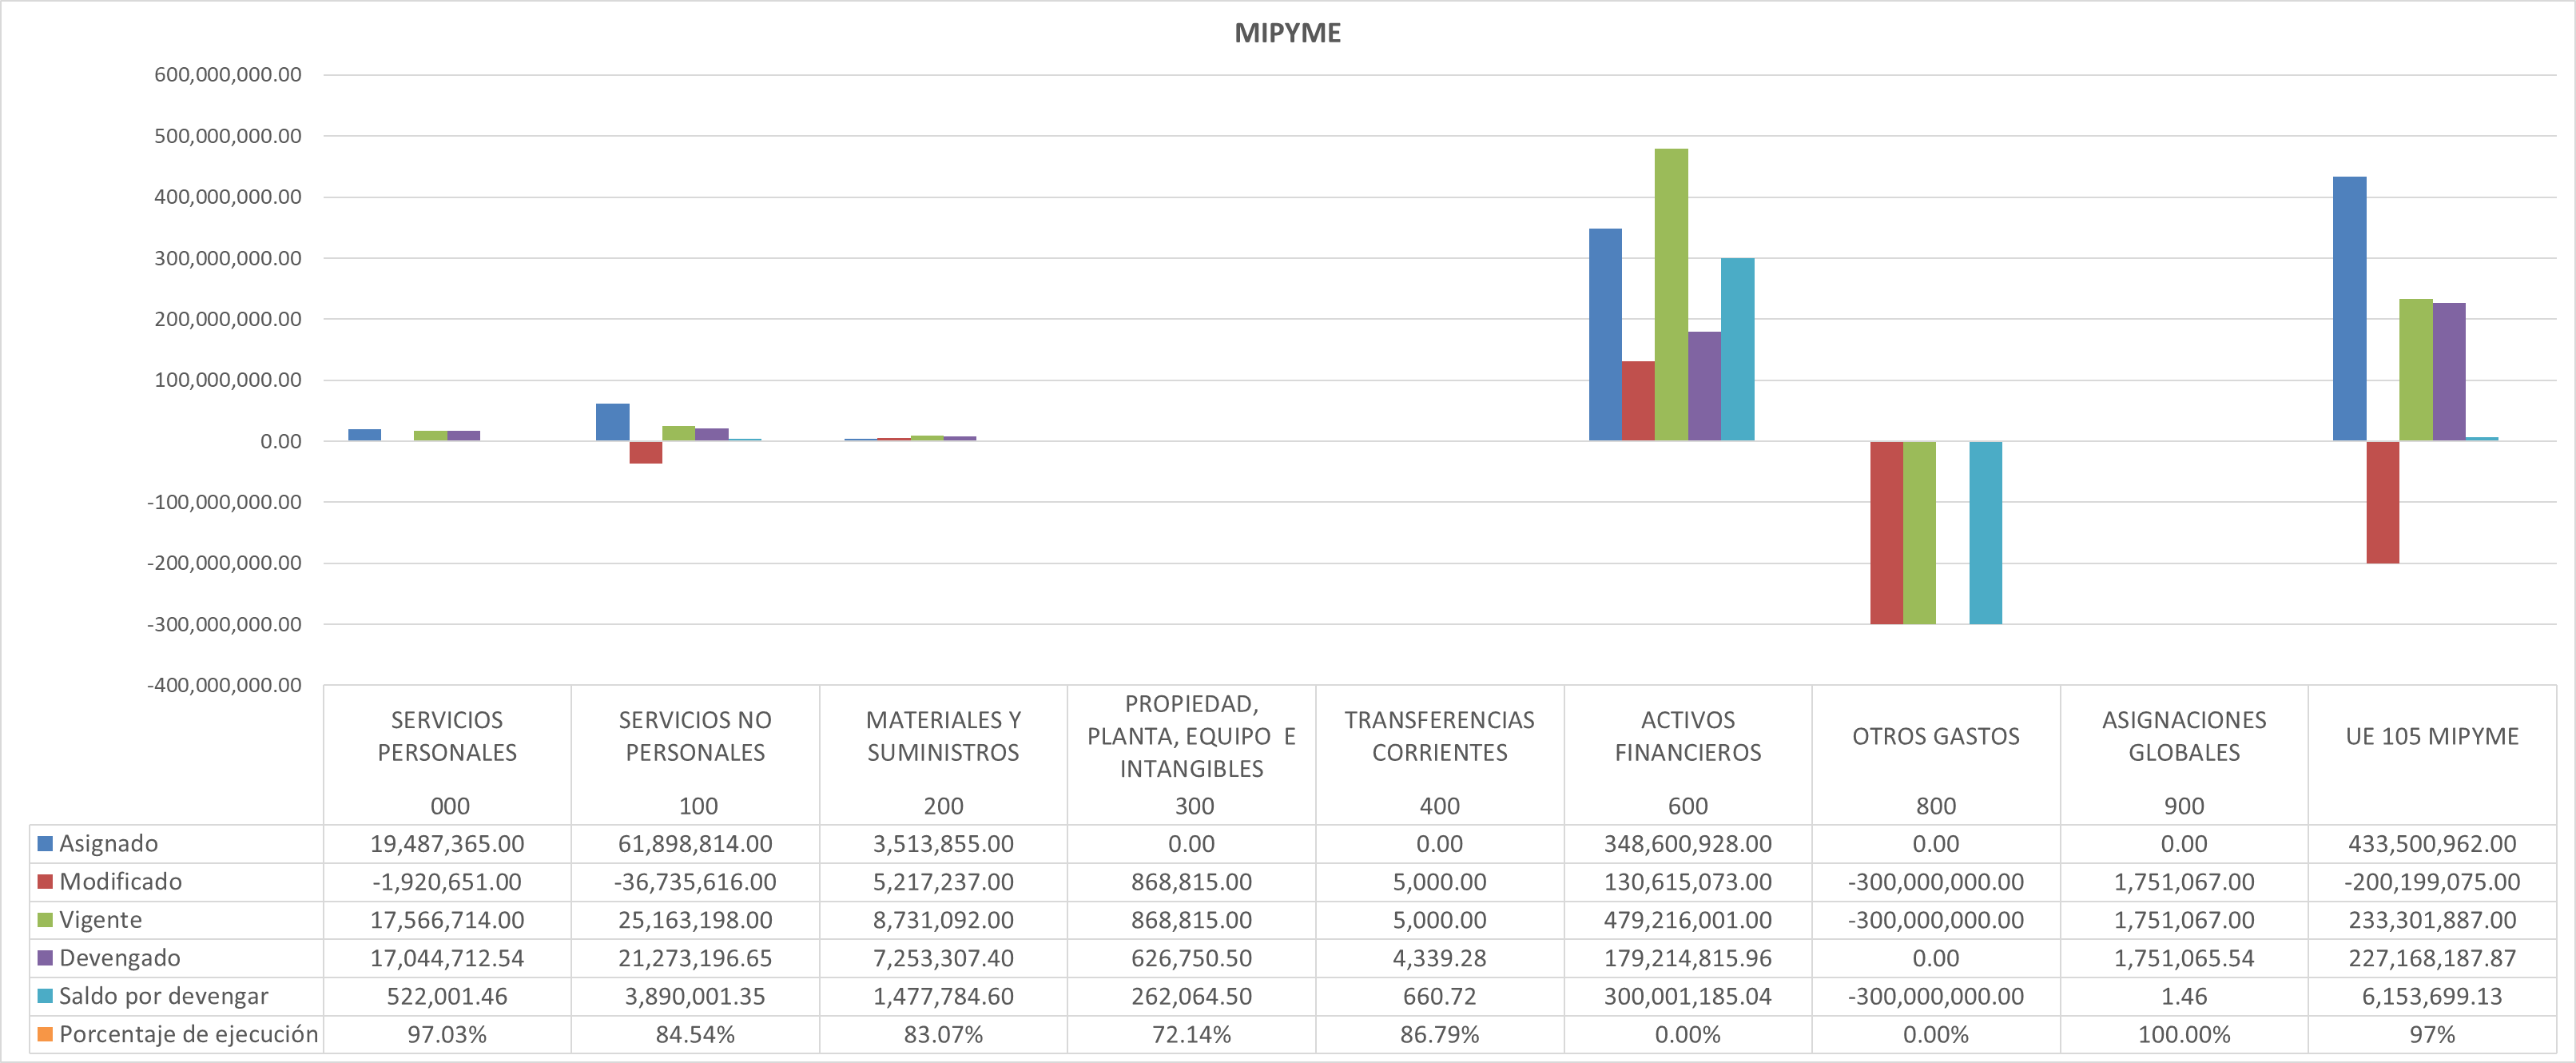 MIPYME
600,000,000.00
500,000,000.00
400,000,000.00
300,000,000.00
200,000,000.00
100,000,000.00
0.00
-100,000,000.00
-200,000,000.00
-300,000,000.00
-400,000,000.00
SERVICIOS PERSONALES 000
SERVICIOS NO PERSONALES 100
MATERIALES Y SUMINISTROS 200
PROPIEDAD, PLANTA, EQUIPO E INTANGIBLES 300
TRANSFERENCIAS CORRIENTES 400
ACTIVOS FINANCIEROS 600
OTROS GASTOS 800
ASIGNACIONES GLOBALES 900
UE 105 MIPYME
Asignado 19,487,365.00 61,898,814.00 3,513,855.00 0.00 0.00 348,600,928.00 0.00 0.00 433,500,962.00
Modificado -1,920,651.00 -36,735,616.00 5,217,237.00 868,815.00 5,000.00 130,615,073.00 -300,000,000.00 1,751,067.00 -200,199,075.00
Vigente 17,566,714.00 25,163,198.00 8,731,092.00 868,815.00 5,000.00 479,216,001.00 -300,000,000.00 1,751,067.00 233,301,887.00
Devengado 17,044,712.54 21,273,196.65 7,253,307.40 626,750.50 4,339.28 179,214,815.96 0.00 1,751,065.54 227,168,187.87
Saldo por devengar 522,001.46 3,890,001.35 1,477,784.60 262,064.50 660.72 300,001,185.04 -300,000,000.00 1.46 6,153,699.13
Porcentaje de ejecución 97.03% 84.54% 83.07% 72.14% 86.79% 0.00% 0.00% 100.00% 97%